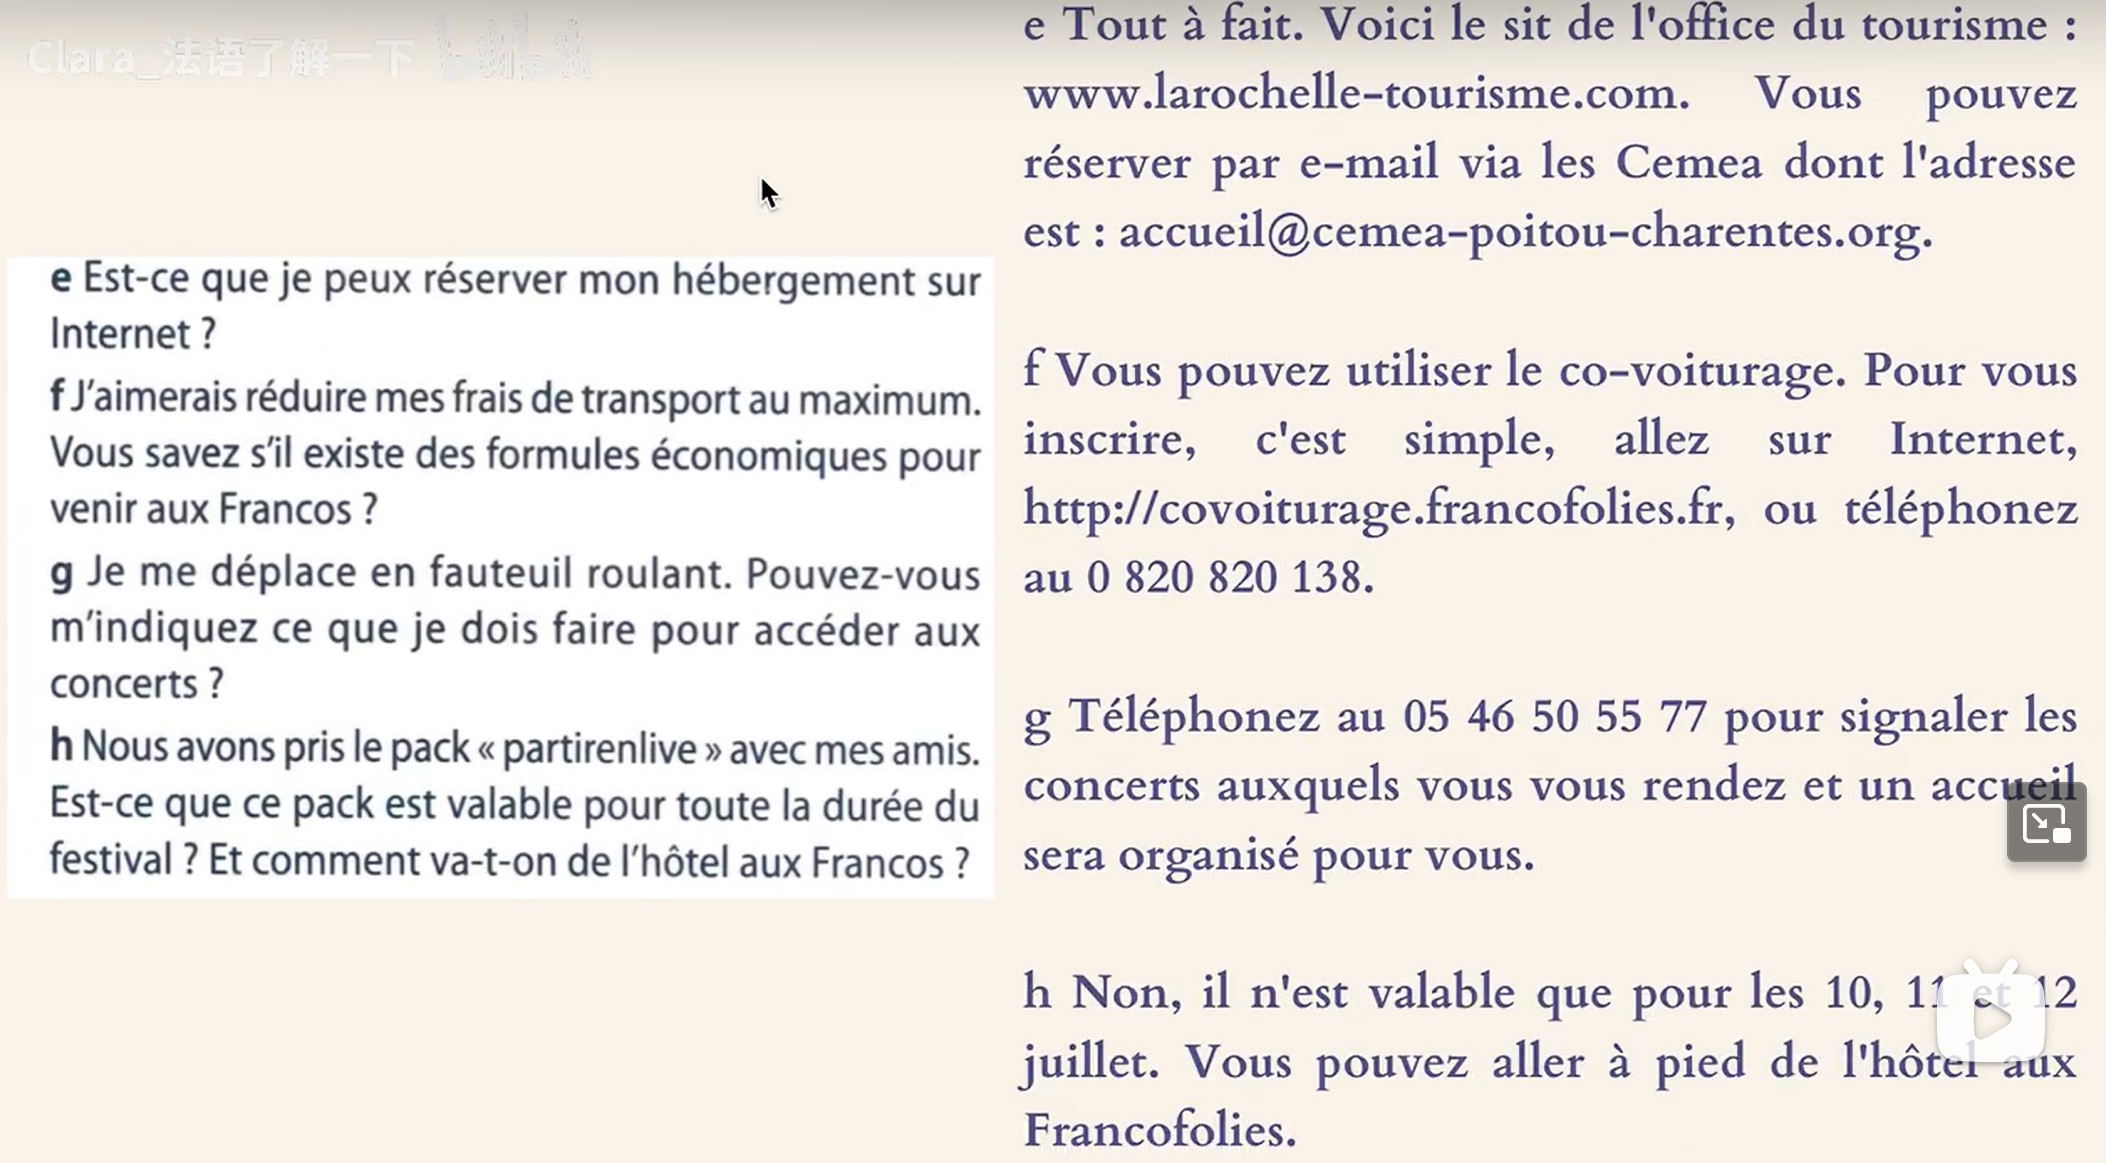 Clara_法语了解一下
e Est-ce que je peux réserver mon hébergement sur
Internet ?
f J'aimerais réduire mes frais de transport au maximum.
Vous savez s'il existe des formules économiques pour
venir aux Francos ?
g Je me déplace en fauteuil roulant. Pouvez-vous
m'indiquez ce que je dois faire pour accéder aux
concerts ?
h Nous avons pris le pack « partirenlive » avec mes amis.
Est-ce que ce pack est valable pour toute la durée du
festival ? Et comment va-t-on de l'hôtel aux Francos ?
e Tout à fait. Voici le sit de l'office du tourisme :
www.larochelle-tourisme.com. Vous pouvez
réserver par e-mail via les Cemea dont l'adresse
est : accueil@cemea-poitou-charentes.org.
f Vous pouvez utiliser le co-voiturage. Pour vous
inscrire, c'est simple, allez sur Internet,
http://covoiturage.francofolies.fr, ou téléphonez
au 0 820 820 138.
g Téléphonez au 05 46 50 55 77 pour signaler les
concerts auxquels vous vous rendez et un accueil
sera organisé pour vous.
h Non, il n'est valable que pour les 10, 11 et 12
juillet. Vous pouvez aller à pied de l'hôtel aux
Francofolies.